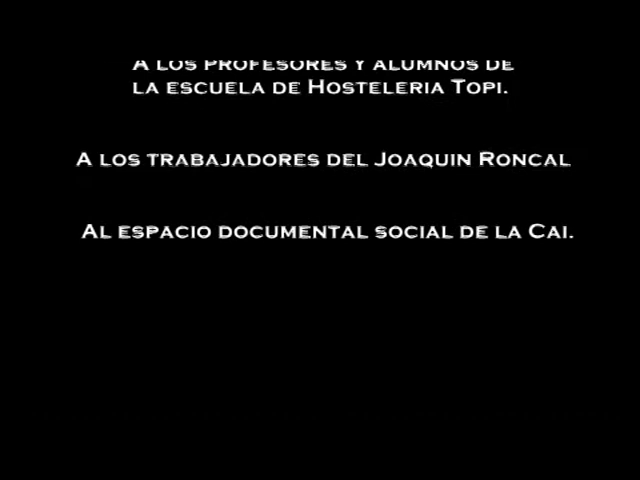 A LOS PROFESORES Y ALUMNOS DE
LA ESCUELA DE HOSTELERIA TOPI.
A LOS TRABAJADORES DEL JOAQUIN RONCAL
AL ESPACIO DOCUMENTAL SOCIAL DE LA CAI.